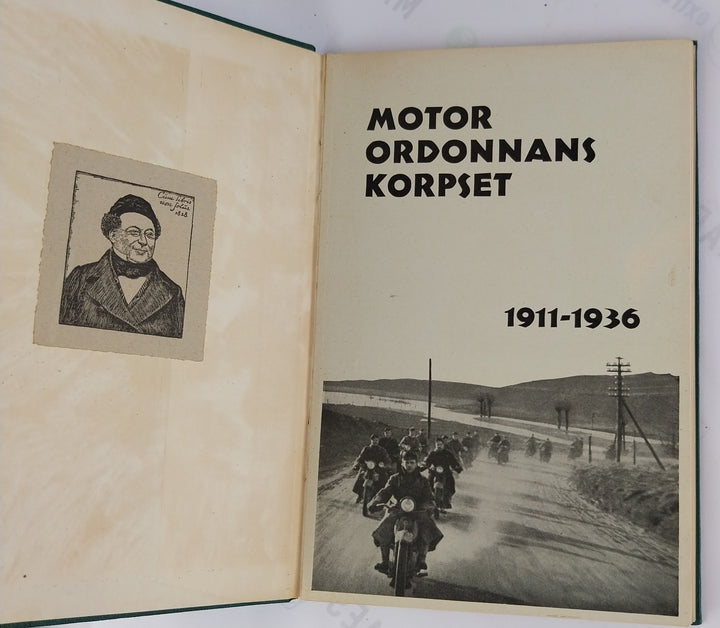 MOTOR
ORDONNANS
KORPSET
1911-1936